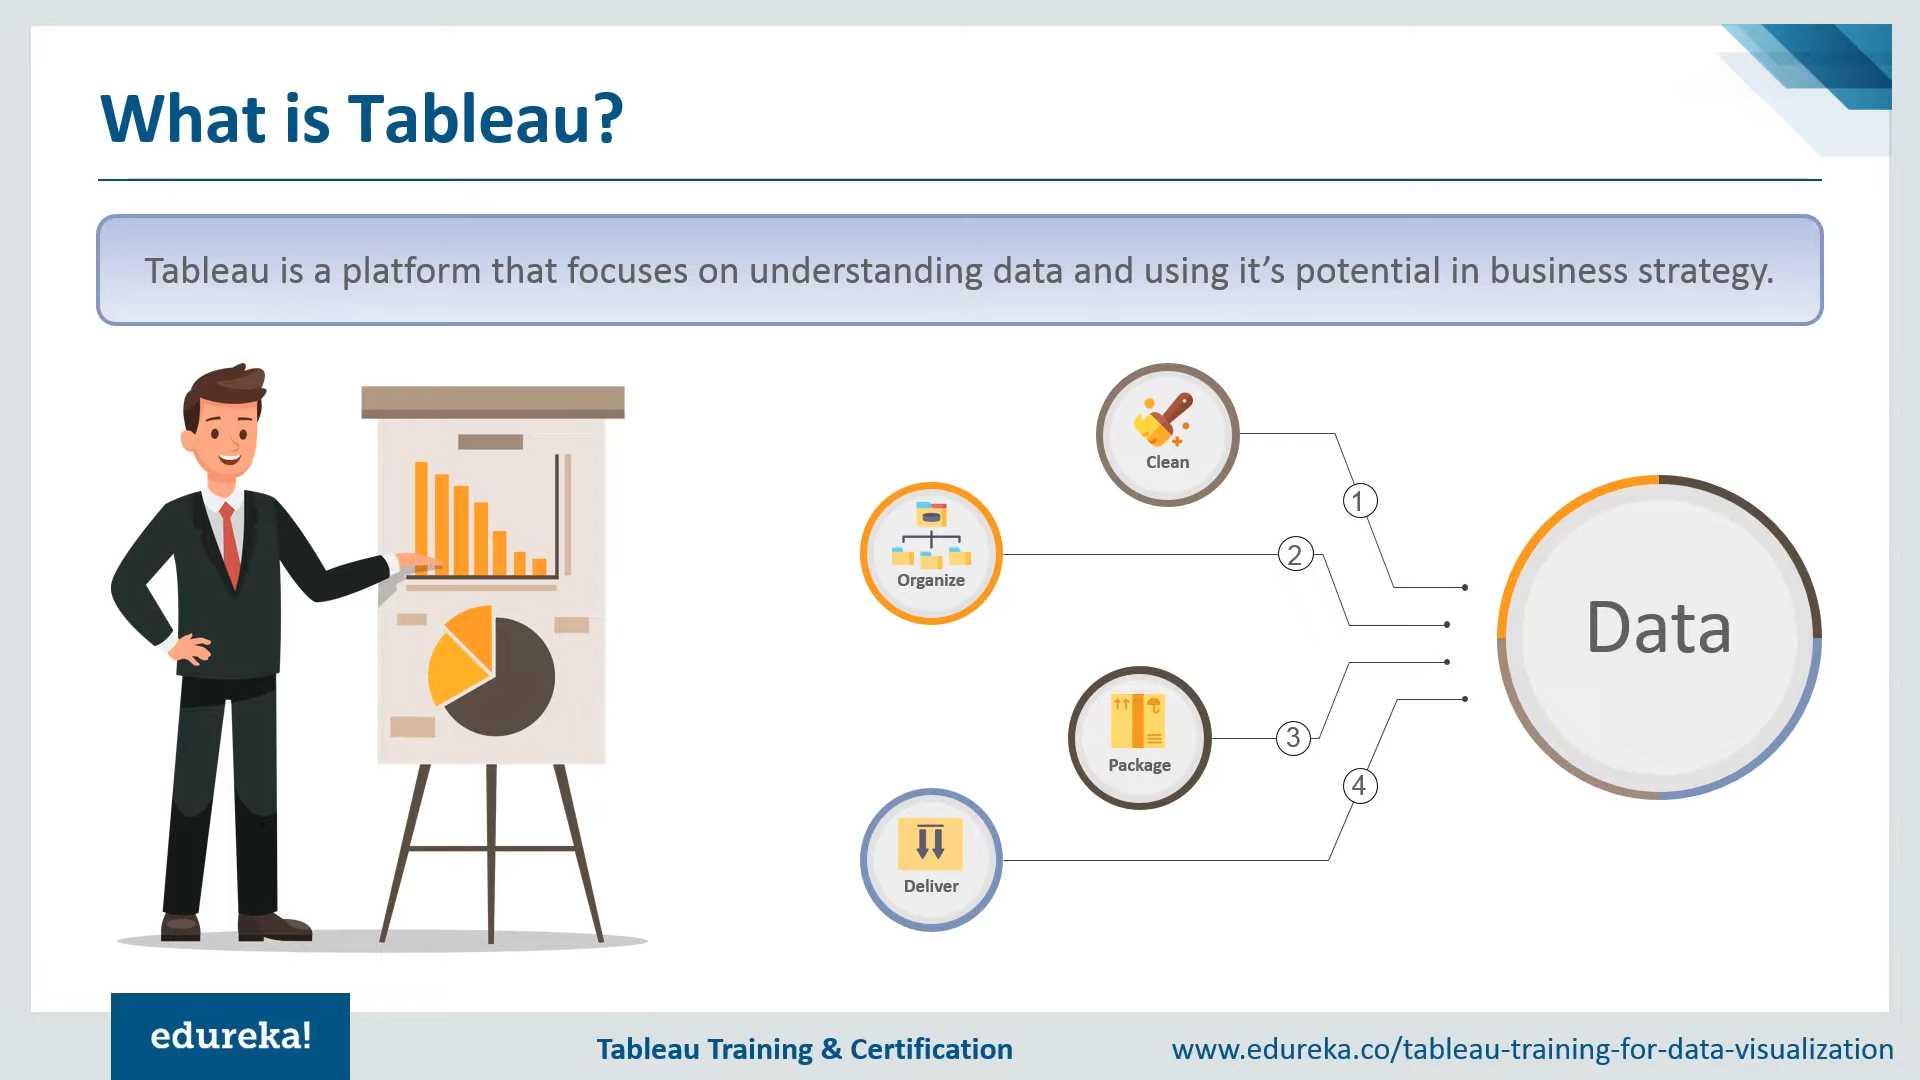 What is Tableau?
Tableau is a platform that focuses on understanding data and using it’s potential in business strategy.
Clean
1
Organize
2
Data
Package
3
4
Deliver
edureka!
Tableau Training & Certification
www.edureka.co/tableau-training-for-data-visualization